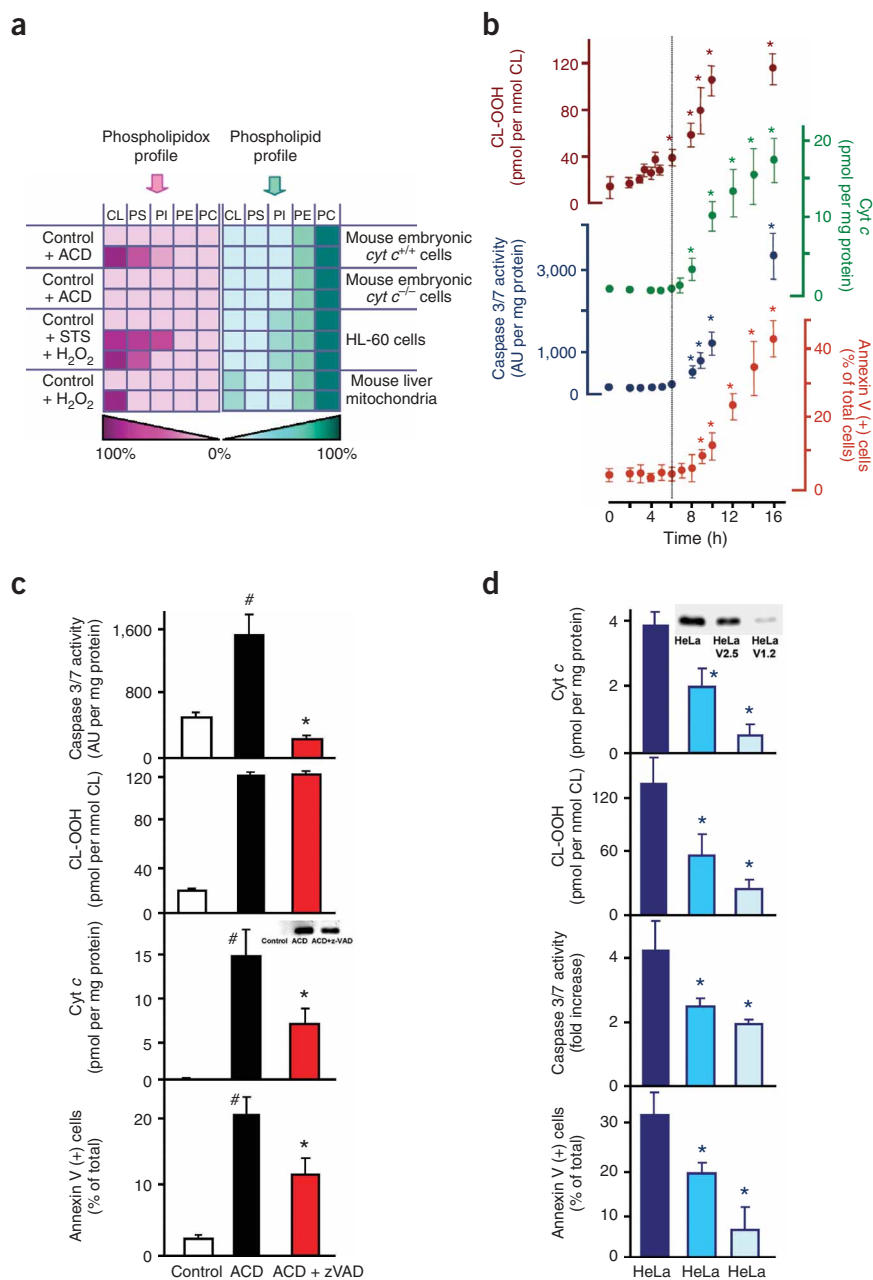 a
Phospholipidox
profile
Phospholipid
profile
CL PS PI PE PC CL PS PI PE PC
Control
+ ACD
Mouse embryonic
cyt c+/+ cells
Control
+ ACD
Mouse embryonic
cyt c–/– cells
Control
+ STS
+ H2O2
HL-60 cells
Control
+ H2O2
Mouse liver
mitochondria
100% 0% 100%
b
CL-OOH
(pmol per nmol CL)
120
80
40
0
* * * * * *
Cyt c
(pmol per mg protein)
20
10
0
* * * * *
Caspase 3/7 activity
(AU per mg protein)
3,000
1,000
0
* * * *
Annexin V (+) cells
(% of total cells)
40
20
0
* * * * *
0 4 8 12 16
Time (h)
c
Caspase 3/7 activity
(AU per mg protein)
1,600
800
0
# *
CL-OOH
(pmol per nmol CL)
120
80
40
0
Cyt c
(pmol per mg protein)
15
10
5
0
# *
Control ACD ACD+z-VAD
Annexin V (+) cells
(% of total)
20
10
0
# *
Control ACD ACD + zVAD
d
Cyt c
(pmol per mg protein)
4
2
0
HeLa HeLa HeLa
V2.5 V1.2
* *
CL-OOH
(pmol per nmol CL)
120
60
0
* *
Caspase 3/7 activity
(fold increase)
4
2
0
* *
Annexin V (+) cells
(% of total)
30
20
10
0
* *
HeLa HeLa HeLa